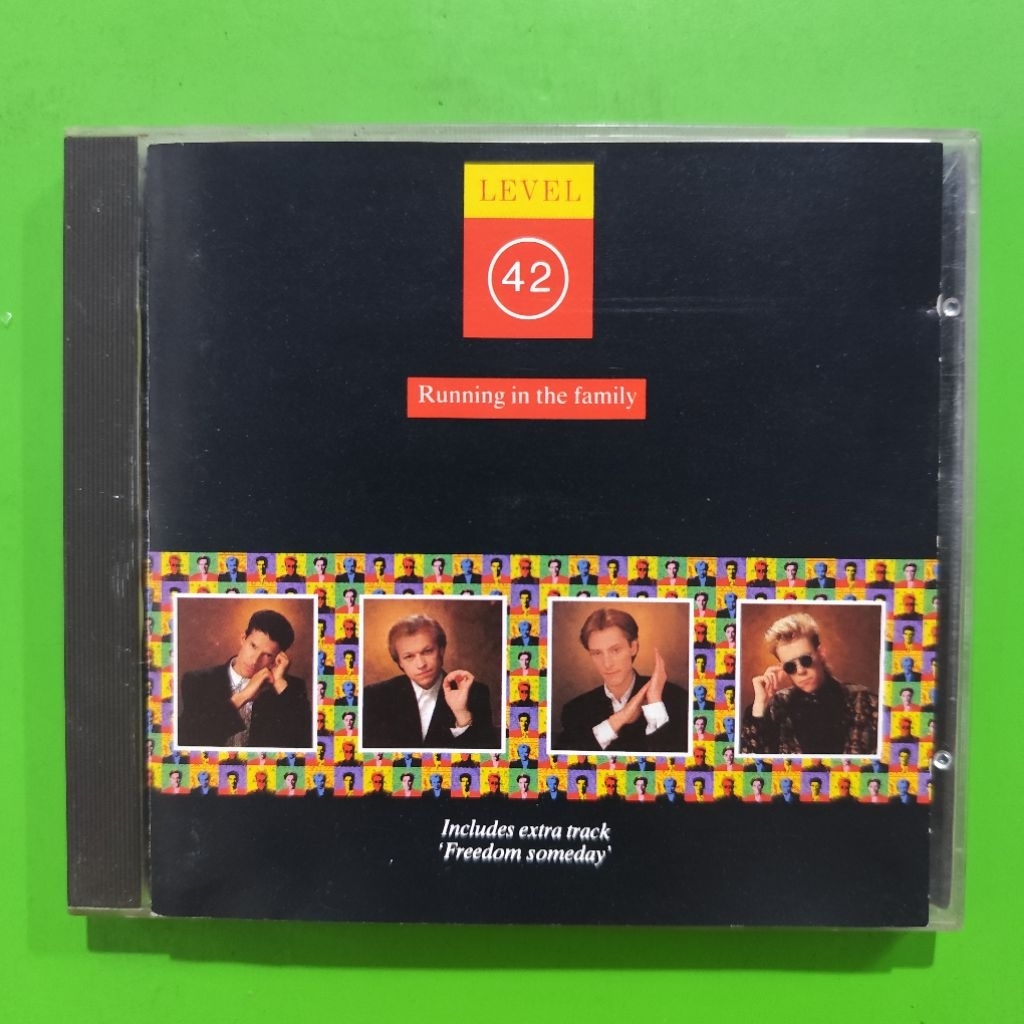 LEVEL
42
Running in the family
Includes extra track
‘Freedom someday’